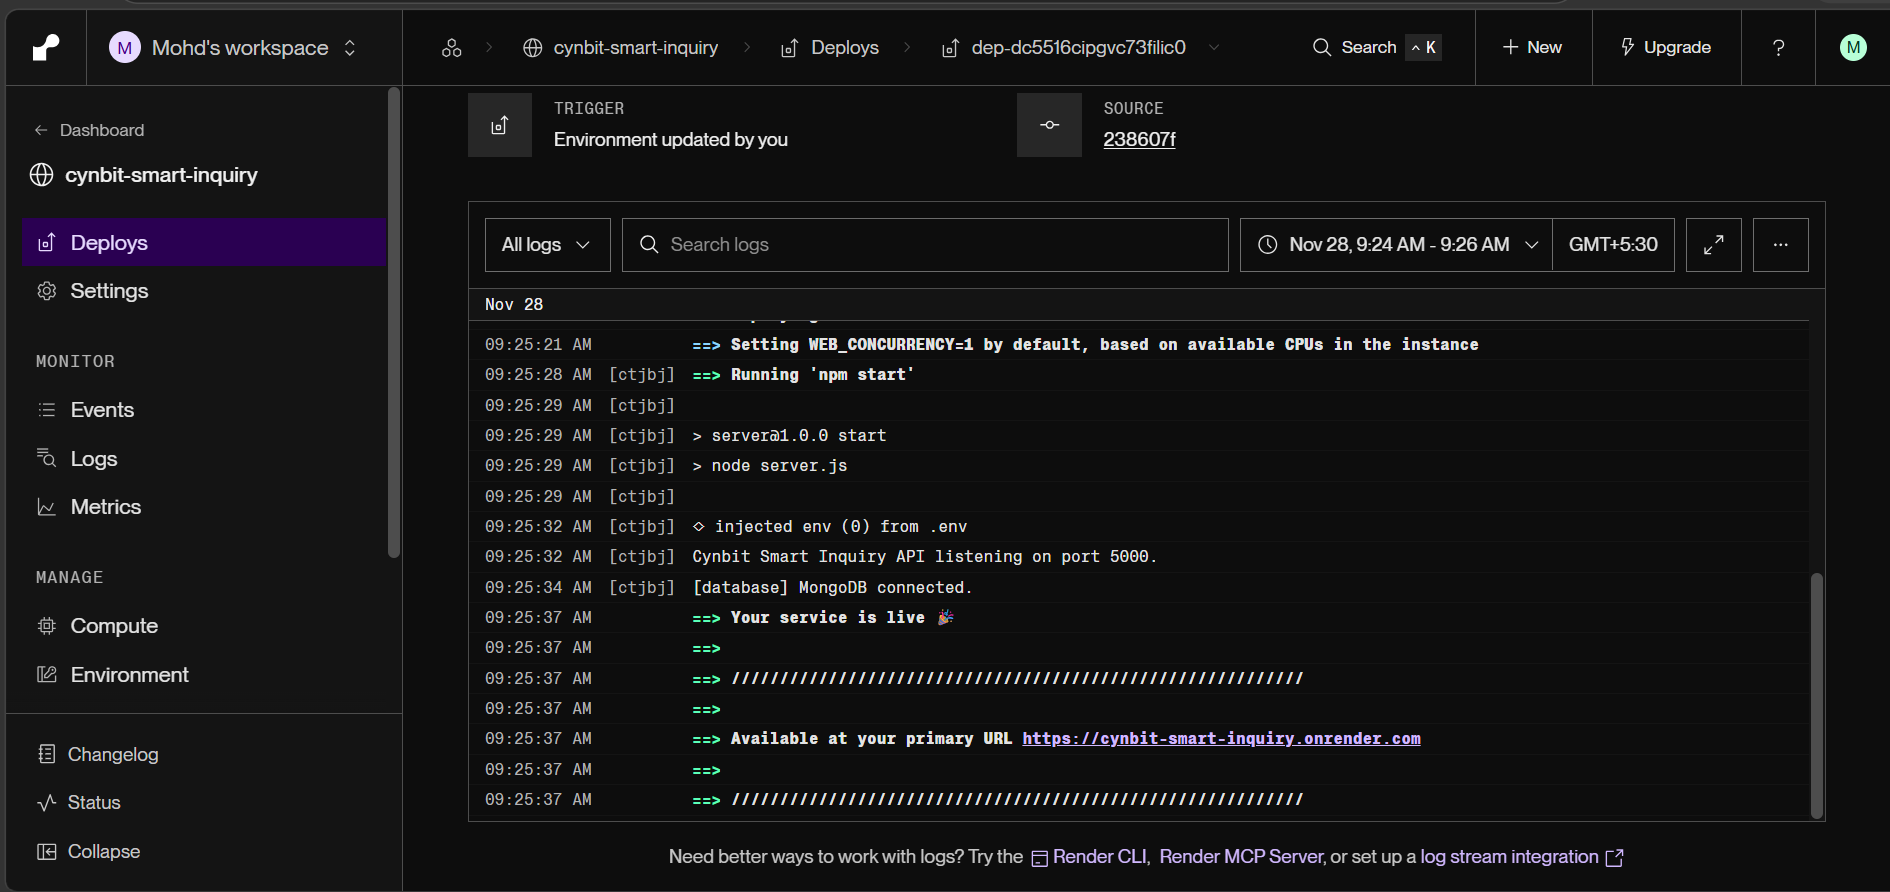 M Mohd's workspace
cynbit-smart-inquiry
Deploys
dep-dc5516cipgvc73filic0
Search ^ K
+ New
Upgrade
?
M
← Dashboard
cynbit-smart-inquiry
Deploys
Settings
MONITOR
Events
Logs
Metrics
MANAGE
Compute
Environment
Changelog
Status
Collapse
TRIGGER
Environment updated by you
SOURCE
238607f
All logs
Search logs
Nov 28, 9:24 AM - 9:26 AM
GMT+5:30
...
Nov 28
09:25:21 AM ==> Setting WEB_CONCURRENCY=1 by default, based on available CPUs in the instance
09:25:28 AM [ctjbj] ==> Running 'npm start'
09:25:29 AM [ctjbj]
09:25:29 AM [ctjbj] > server@1.0.0 start
09:25:29 AM [ctjbj] > node server.js
09:25:29 AM [ctjbj]
09:25:32 AM [ctjbj] ◇ injected env (0) from .env
09:25:32 AM [ctjbj] Cynbit Smart Inquiry API listening on port 5000.
09:25:34 AM [ctjbj] [database] MongoDB connected.
09:25:37 AM ==> Your service is live 🎉
09:25:37 AM ==>
09:25:37 AM ==> ///////////////////////////////////////////////////////////
09:25:37 AM ==>
09:25:37 AM ==> Available at your primary URL https://cynbit-smart-inquiry.onrender.com
09:25:37 AM ==>
09:25:37 AM ==> ///////////////////////////////////////////////////////////
Need better ways to work with logs? Try the Render CLI, Render MCP Server, or set up a log stream integration